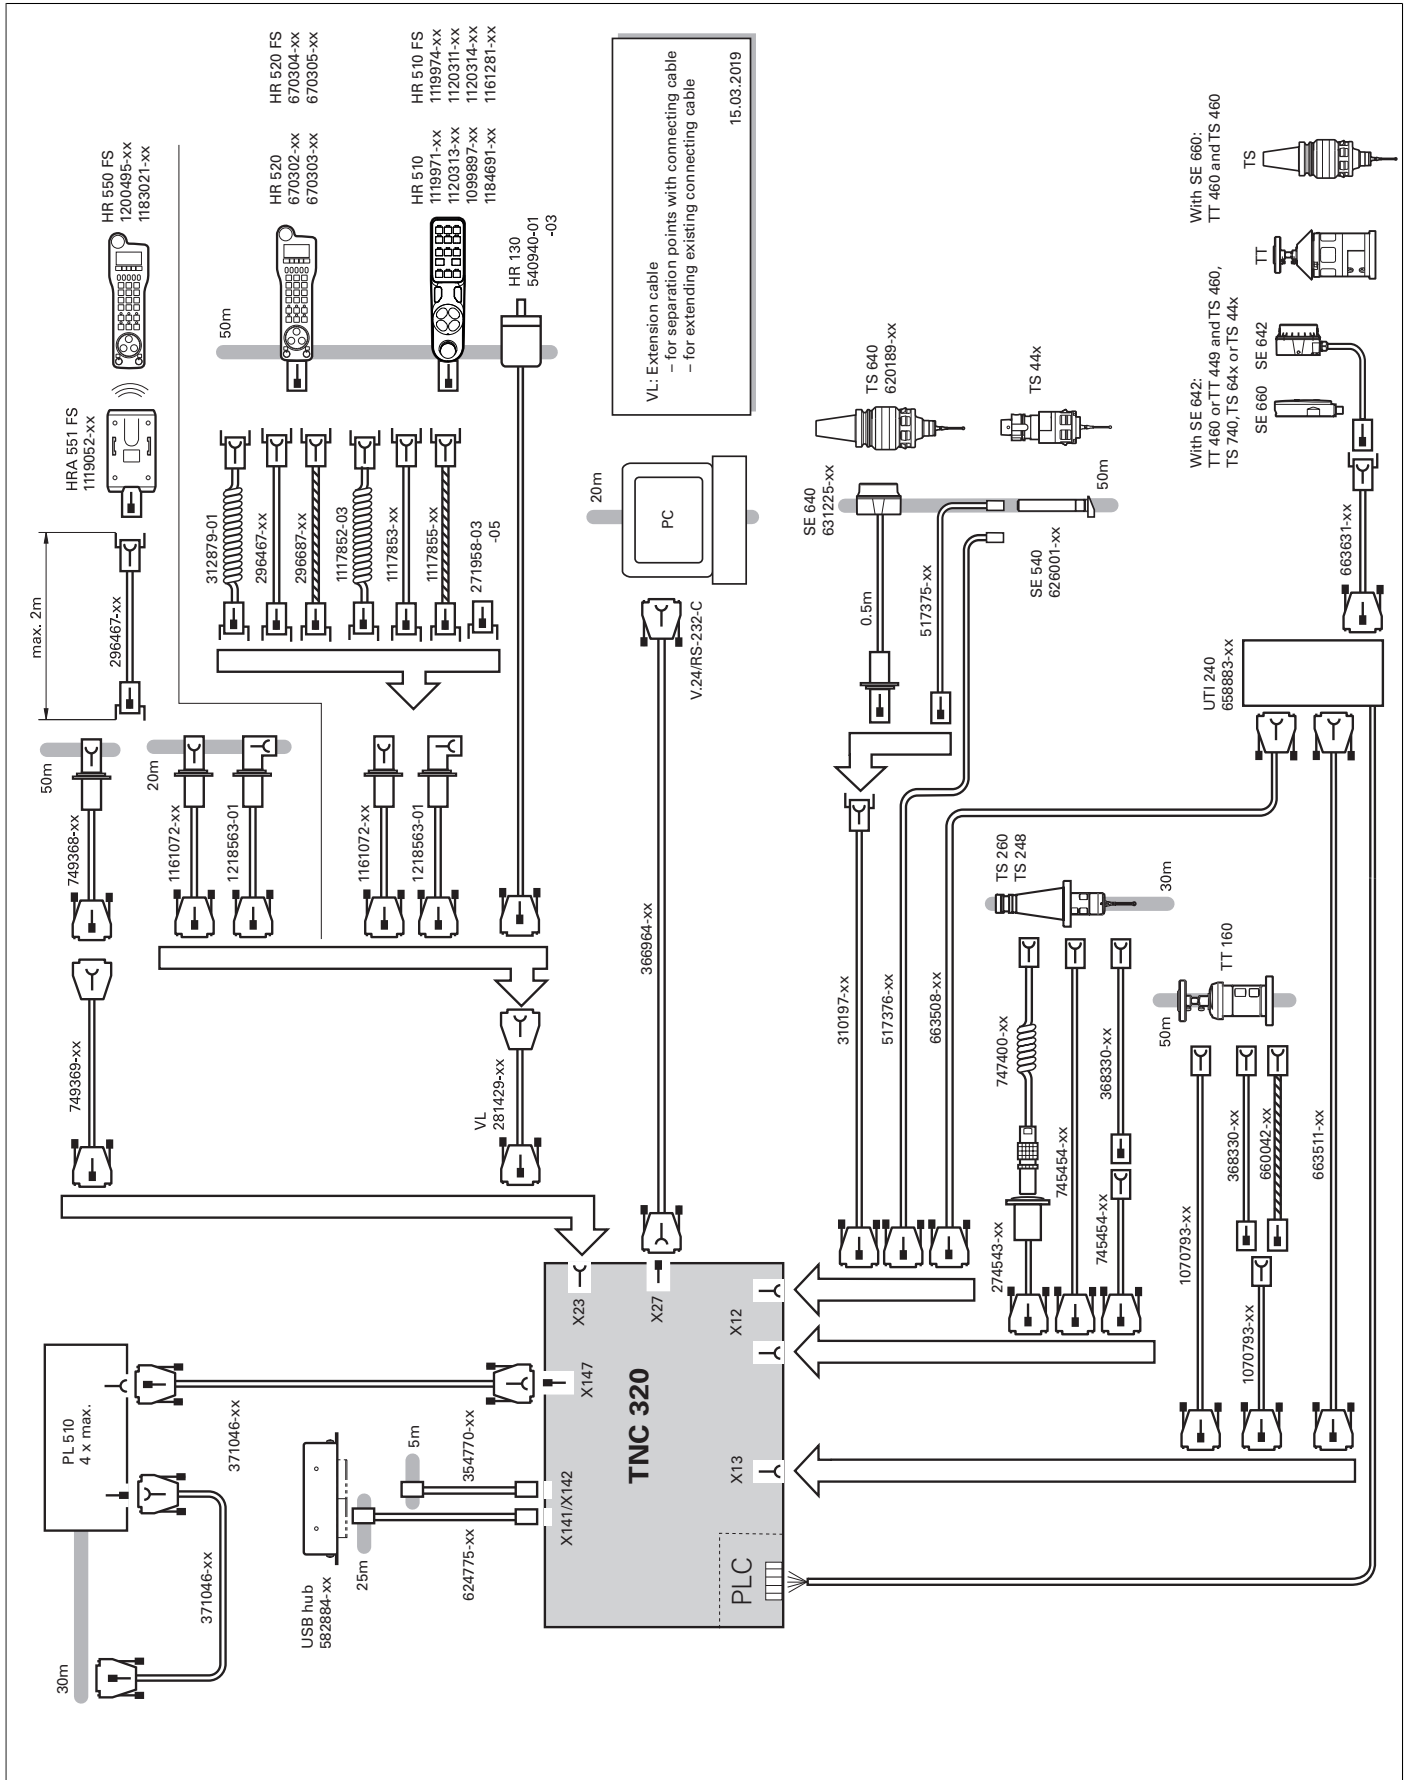 30m
PL 510
4 x max.
371046-xx
371046-xx
USB hub
582884-xx
25m
5m
624775-xx
354770-xx
X141/X142
X147
TNC 320
PLC
X23
X27
X12
X13
50m
749368-xx
749369-xx
max. 2m
296467-xx
HRA 551 FS
1119052-xx
HR 550 FS
1200495-xx
1183021-xx
20m
1161072-xx
1218563-01
1161072-xx
1218563-01
VL
281429-xx
312879-01
296467-xx
296687-xx
1117852-03
1117853-xx
1117855-xx
271958-03
-05
50m
HR 520
670302-xx
670303-xx
HR 520 FS
670304-xx
670305-xx
HR 510
1119971-xx
1120313-xx
1099897-xx
1184691-xx
HR 510 FS
1119974-xx
1120311-xx
1120314-xx
1161281-xx
HR 130
540940-01
-03
366964-xx
V.24/RS-232-C
20m
PC
VL: Extension cable
– for separation points with connecting cable
– for extending existing connecting cable
15.03.2019
310197-xx
517376-xx
663508-xx
0.5m
517375-xx
SE 640
631225-xx
TS 640
620189-xx
SE 540
626001-xx
50m
TS 44x
274543-xx
747400-xx
745454-xx
745454-xx
368330-xx
TS 260
TS 248
30m
1070793-xx
1070793-xx
368330-xx
660042-xx
50m
TT 160
663511-xx
UTI 240
658883-xx
663631-xx
SE 660
SE 642
TT
TS
With SE 642:
TT 460 or TT 449 and TS 460,
TS 740, TS 64x or TS 44x
With SE 660:
TT 460 and TS 460